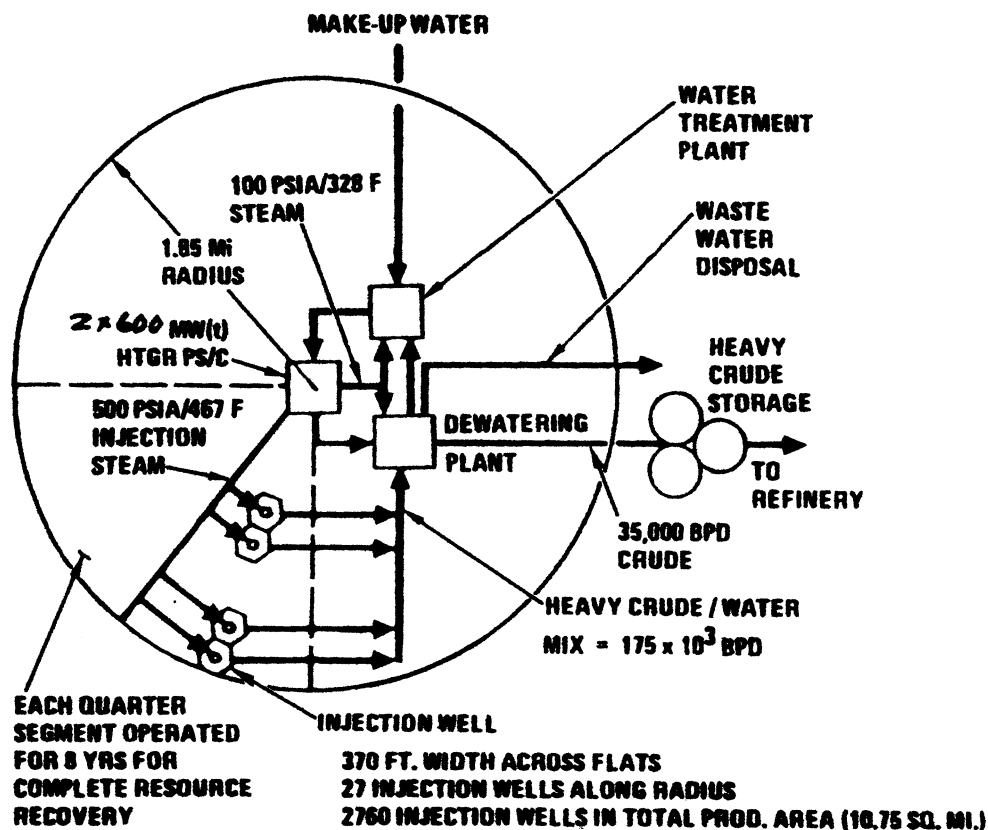 MAKE-UP WATER
WATER
TREATMENT
PLANT
100 PSIA/328 F
STEAM
WASTE
WATER
DISPOSAL
1.85 Mi
RADIUS
2 x 600 MW(t)
HTGR PS/C
HEAVY
CRUDE
STORAGE
500 PSIA/467 F
INJECTION
STEAM
DEWATERING
PLANT
TO
REFINERY
35,000 BPD
CRUDE
HEAVY CRUDE / WATER
MIX = 175 x 10³ BPD
EACH QUARTER
SEGMENT OPERATED
FOR 8 YRS FOR
COMPLETE RESOURCE
RECOVERY
INJECTION WELL
370 FT. WIDTH ACROSS FLATS
27 INJECTION WELLS ALONG RADIUS
2760 INJECTION WELLS IN TOTAL PROD. AREA (10.75 SQ. MI.)